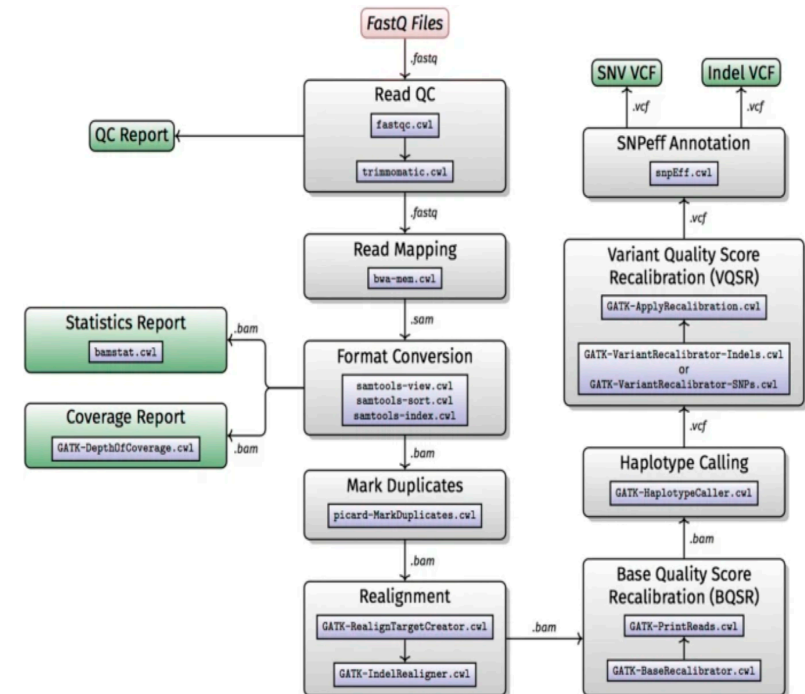 FastQ Files
.fastq
Read QC
fastqc.cwl
trimmomatic.cwl
QC Report
.fastq
Read Mapping
bwa-mem.cwl
.sam
Format Conversion
samtools-view.cwl
samtools-sort.cwl
samtools-index.cwl
.bam
Statistics Report
bamstat.cwl
.bam
Coverage Report
GATK-DepthOfCoverage.cwl
.bam
Mark Duplicates
picard-MarkDuplicates.cwl
.bam
Realignment
GATK-RealignTargetCreator.cwl
GATK-IndelRealigner.cwl
.bam
Base Quality Score
Recalibration (BQSR)
GATK-PrintReads.cwl
GATK-BaseRecalibrator.cwl
.bam
Haplotype Calling
GATK-HaplotypeCaller.cwl
.vcf
Variant Quality Score
Recalibration (VQSR)
GATK-ApplyRecalibration.cwl
GATK-VariantRecalibrator-Indels.cwl
or
GATK-VariantRecalibrator-SNPs.cwl
.vcf
SNPeff Annotation
snpEff.cwl
.vcf
.vcf
SNV VCF
Indel VCF